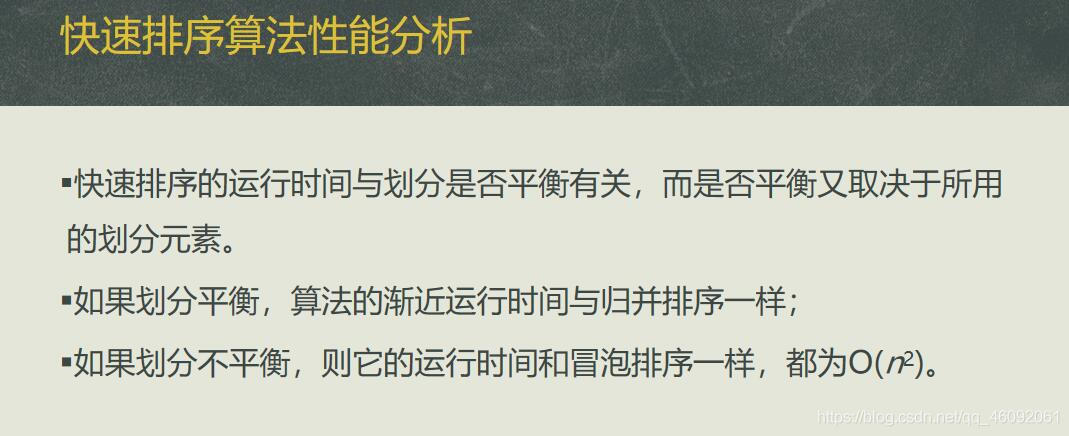 快速排序算法性能分析
▪快速排序的运行时间与划分是否平衡有关，而是否平衡又取决于所用
的划分元素。
▪如果划分平衡，算法的渐近运行时间与归并排序一样；
▪如果划分不平衡，则它的运行时间和冒泡排序一样，都为O(n²)。
https://blog.csdn.net/qq_46092061